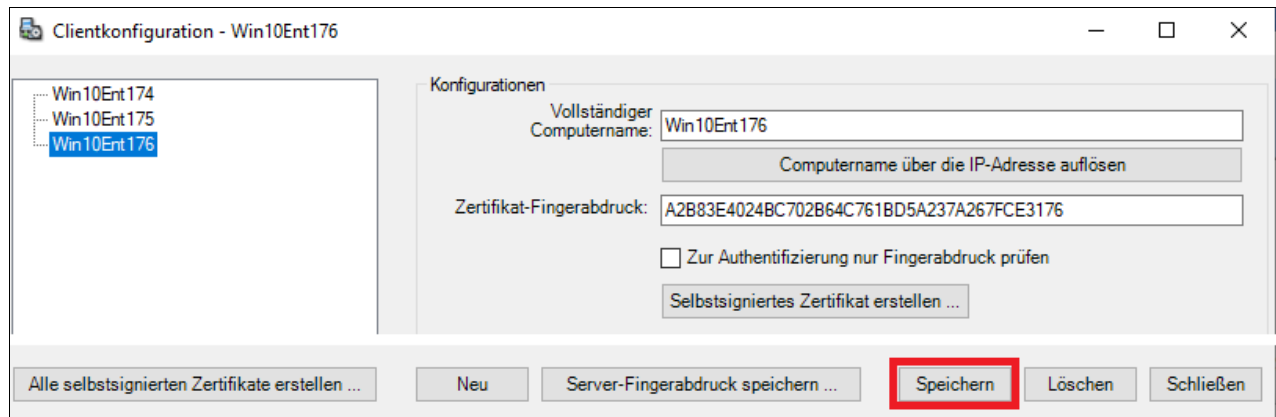 Clientkonfiguration - Win10Ent176
Win10Ent174
Win10Ent175
Win10Ent176
Konfigurationen
Vollständiger
Computername:
Win10Ent176
Computername über die IP-Adresse auflösen
Zertifikat-Fingerabdruck:
A2B83E4024BC702B64C761BD5A237A267FCE3176
Zur Authentifizierung nur Fingerabdruck prüfen
Selbstsigniertes Zertifikat erstellen ...
Alle selbstsignierten Zertifikate erstellen ...
Neu
Server-Fingerabdruck speichern ...
Speichern
Löschen
Schließen